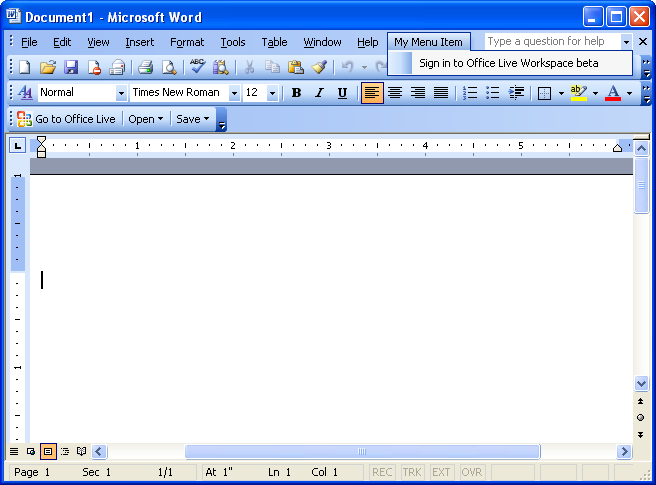 Document1 - Microsoft Word
File Edit View Insert Format Tools Table Window Help My Menu Item Type a question for help
Sign in to Office Live Workspace beta
Normal Times New Roman 12 B I U
Go to Office Live Open Save
1 2 3 4 5
1
1
Page 1 Sec 1 1/1 At 1" Ln 1 Col 1 REC TRK EXT OVR